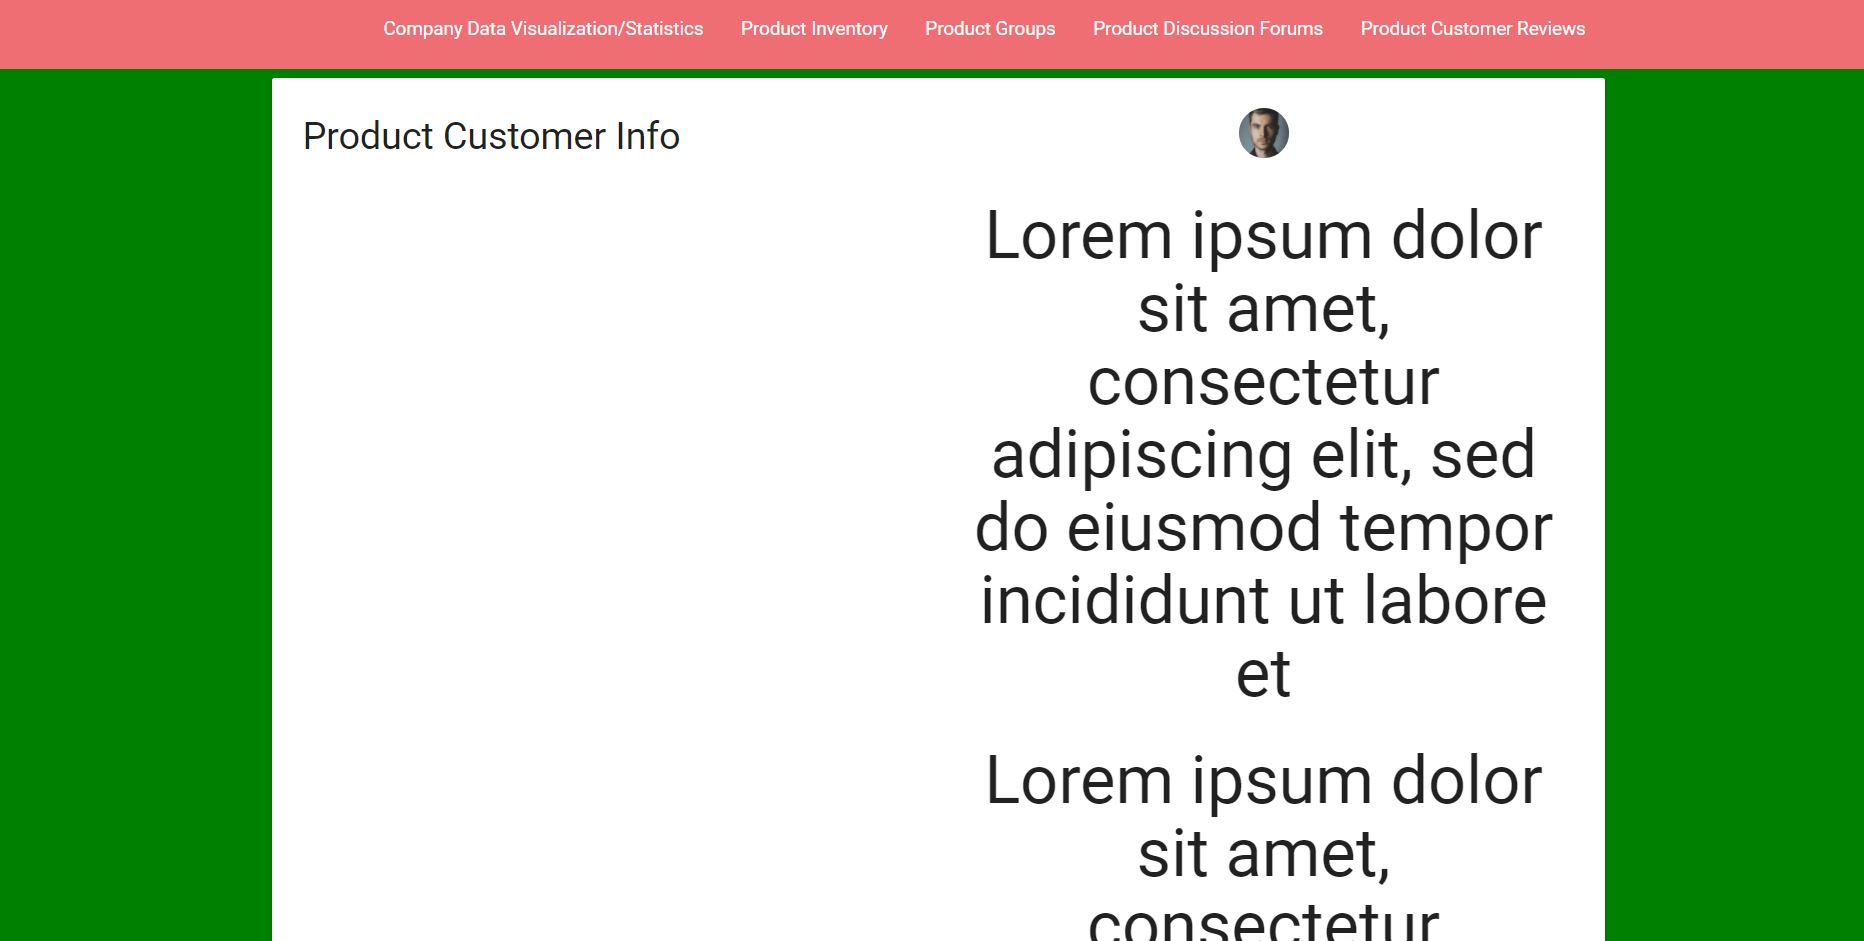 Company Data Visualization/Statistics Product Inventory Product Groups Product Discussion Forums Product Customer Reviews
Product Customer Info
Lorem ipsum dolor
sit amet,
consectetur
adipiscing elit, sed
do eiusmod tempor
incididunt ut labore
et
Lorem ipsum dolor
sit amet,
consectetur